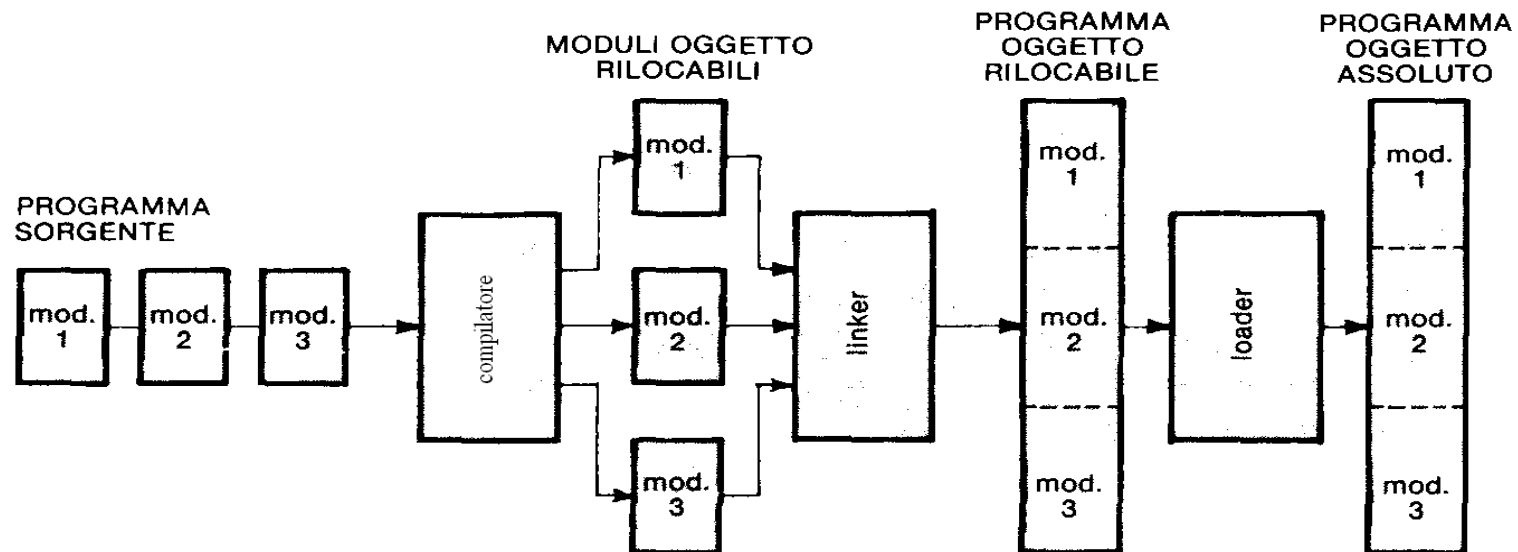 PROGRAMMA
SORGENTE
mod.
1
mod.
2
mod.
3
compilatore
MODULI OGGETTO
RILOCABILI
mod.
1
mod.
2
mod.
3
linker
PROGRAMMA
OGGETTO
RILOCABILE
mod.
1
mod.
2
mod.
3
loader
PROGRAMMA
OGGETTO
ASSOLUTO
mod.
1
mod.
2
mod.
3